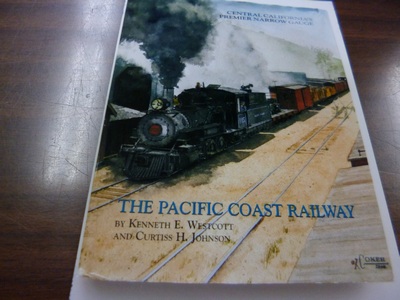 CENTRAL CALIFORNIA'S
PREMIER NARROW GAUGE
THE PACIFIC COAST RAILWAY
BY KENNETH E. WESTCOTT
AND CURTISS H. JOHNSON